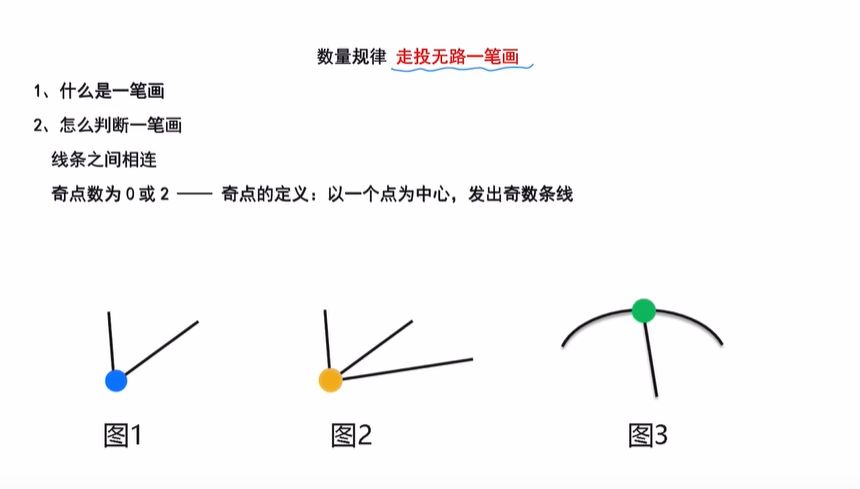 数量规律 走投无路一笔画
1、什么是一笔画
2、怎么判断一笔画
线条之间相连
奇点数为0或2 —— 奇点的定义：以一个点为中心，发出奇数条线
图1
图2
图3